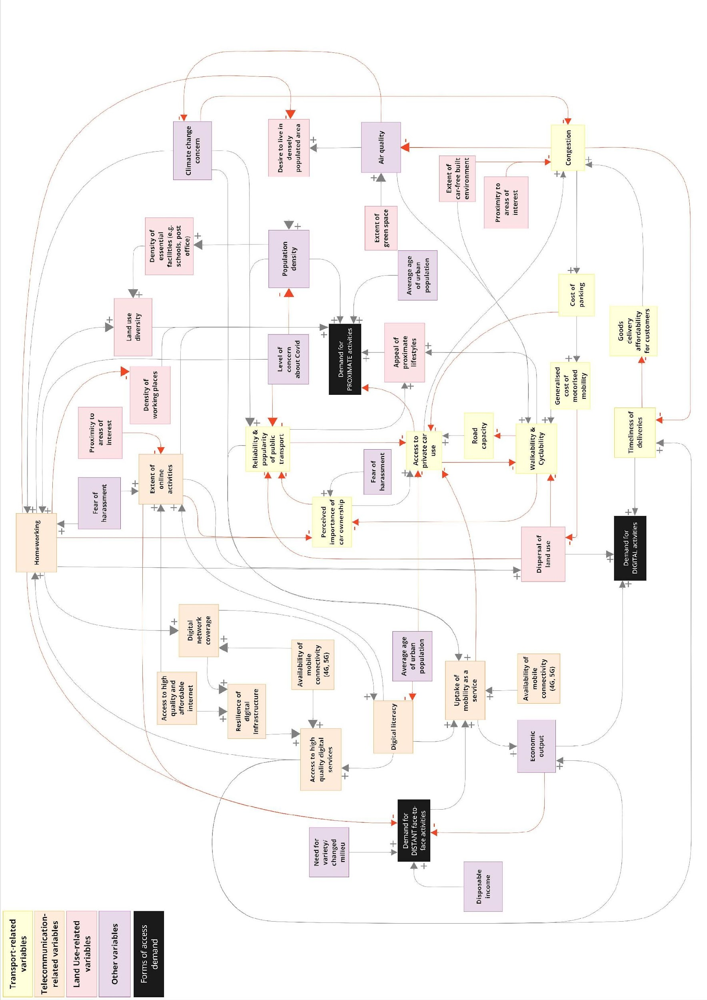 Transport-related
variables
Telecommunication-
related variables
Land Use-related
variables
Other variables
Forms of access
demand
Homeworking
Fear of
harassment
Proximity to
areas of
interest
Extent of
online
activities
Density of
working places
Land use
diversity
Density of
essential
facilities (e.g.
schools, post
office)
Climate change
concern
Access to high
quality and
affordable
internet
Digital
network
coverage
Resilience of
digital
infrastructure
Availability of
mobile
connectivity
(4G, 5G)
Access to high
quality digital
services
Reliability &
popularity
of public
transport
Level of
concern
about Covid
Population
density
Desire to live in
densely
populated area
Need for
variety/
changed
milieu
Perceived
importance of
car ownership
Demand for
PROXIMATE activities
Fear of
harassment
Appeal of
proximate
lifestyles
Average age
of urban
population
Extent of
green space
Air quality
Digital literacy
Average age
of urban
population
Demand for
DISTANT face-to-
face activities
Access to
private car
use
Extent of
car-free built
environment
Disposable
income
Uptake of
mobility as a
service
Road
capacity
Proximity to
areas of
interest
Economic
output
Availability of
mobile
connectivity
(4G, 5G)
Dispersal of
land use
Walkability &
Cyclability
Generalised
cost of
motorised
mobility
Cost of
parking
Congestion
Demand for
DIGITAL activities
Timeliness of
deliveries
Goods
delivery
affordability
for customers